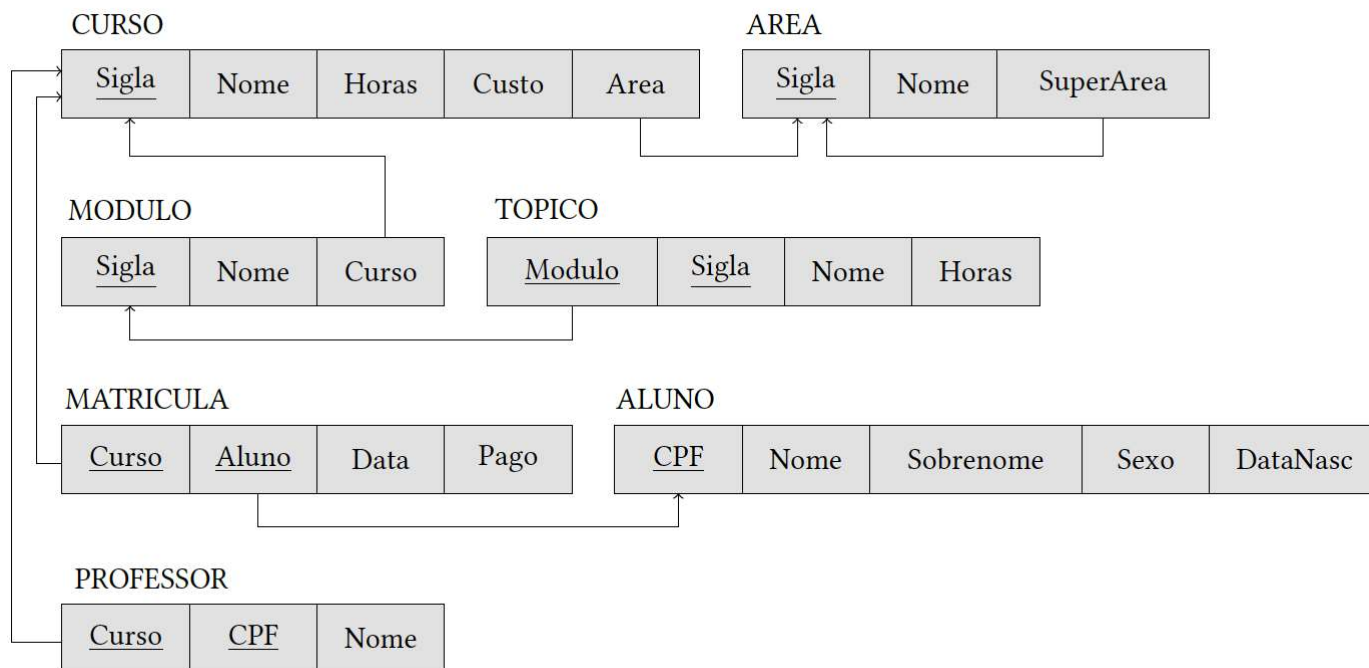 CURSO AREA
Sigla Nome Horas Custo Area Sigla Nome SuperArea
MODULO TOPICO
Sigla Nome Curso Modulo Sigla Nome Horas
MATRICULA ALUNO
Curso Aluno Data Pago CPF Nome Sobrenome Sexo DataNasc
PROFESSOR
Curso CPF Nome